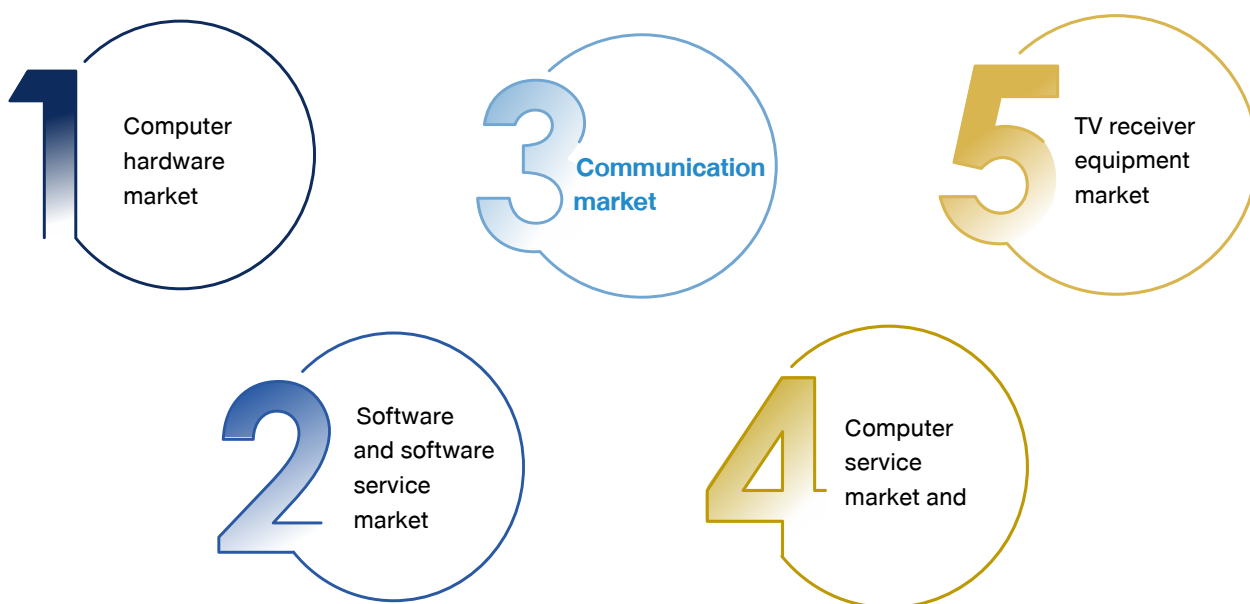 1
Computer
hardware
market
2
Software
and software
service
market
3
Communication
market
4
Computer
service
market and
5
TV receiver
equipment
market